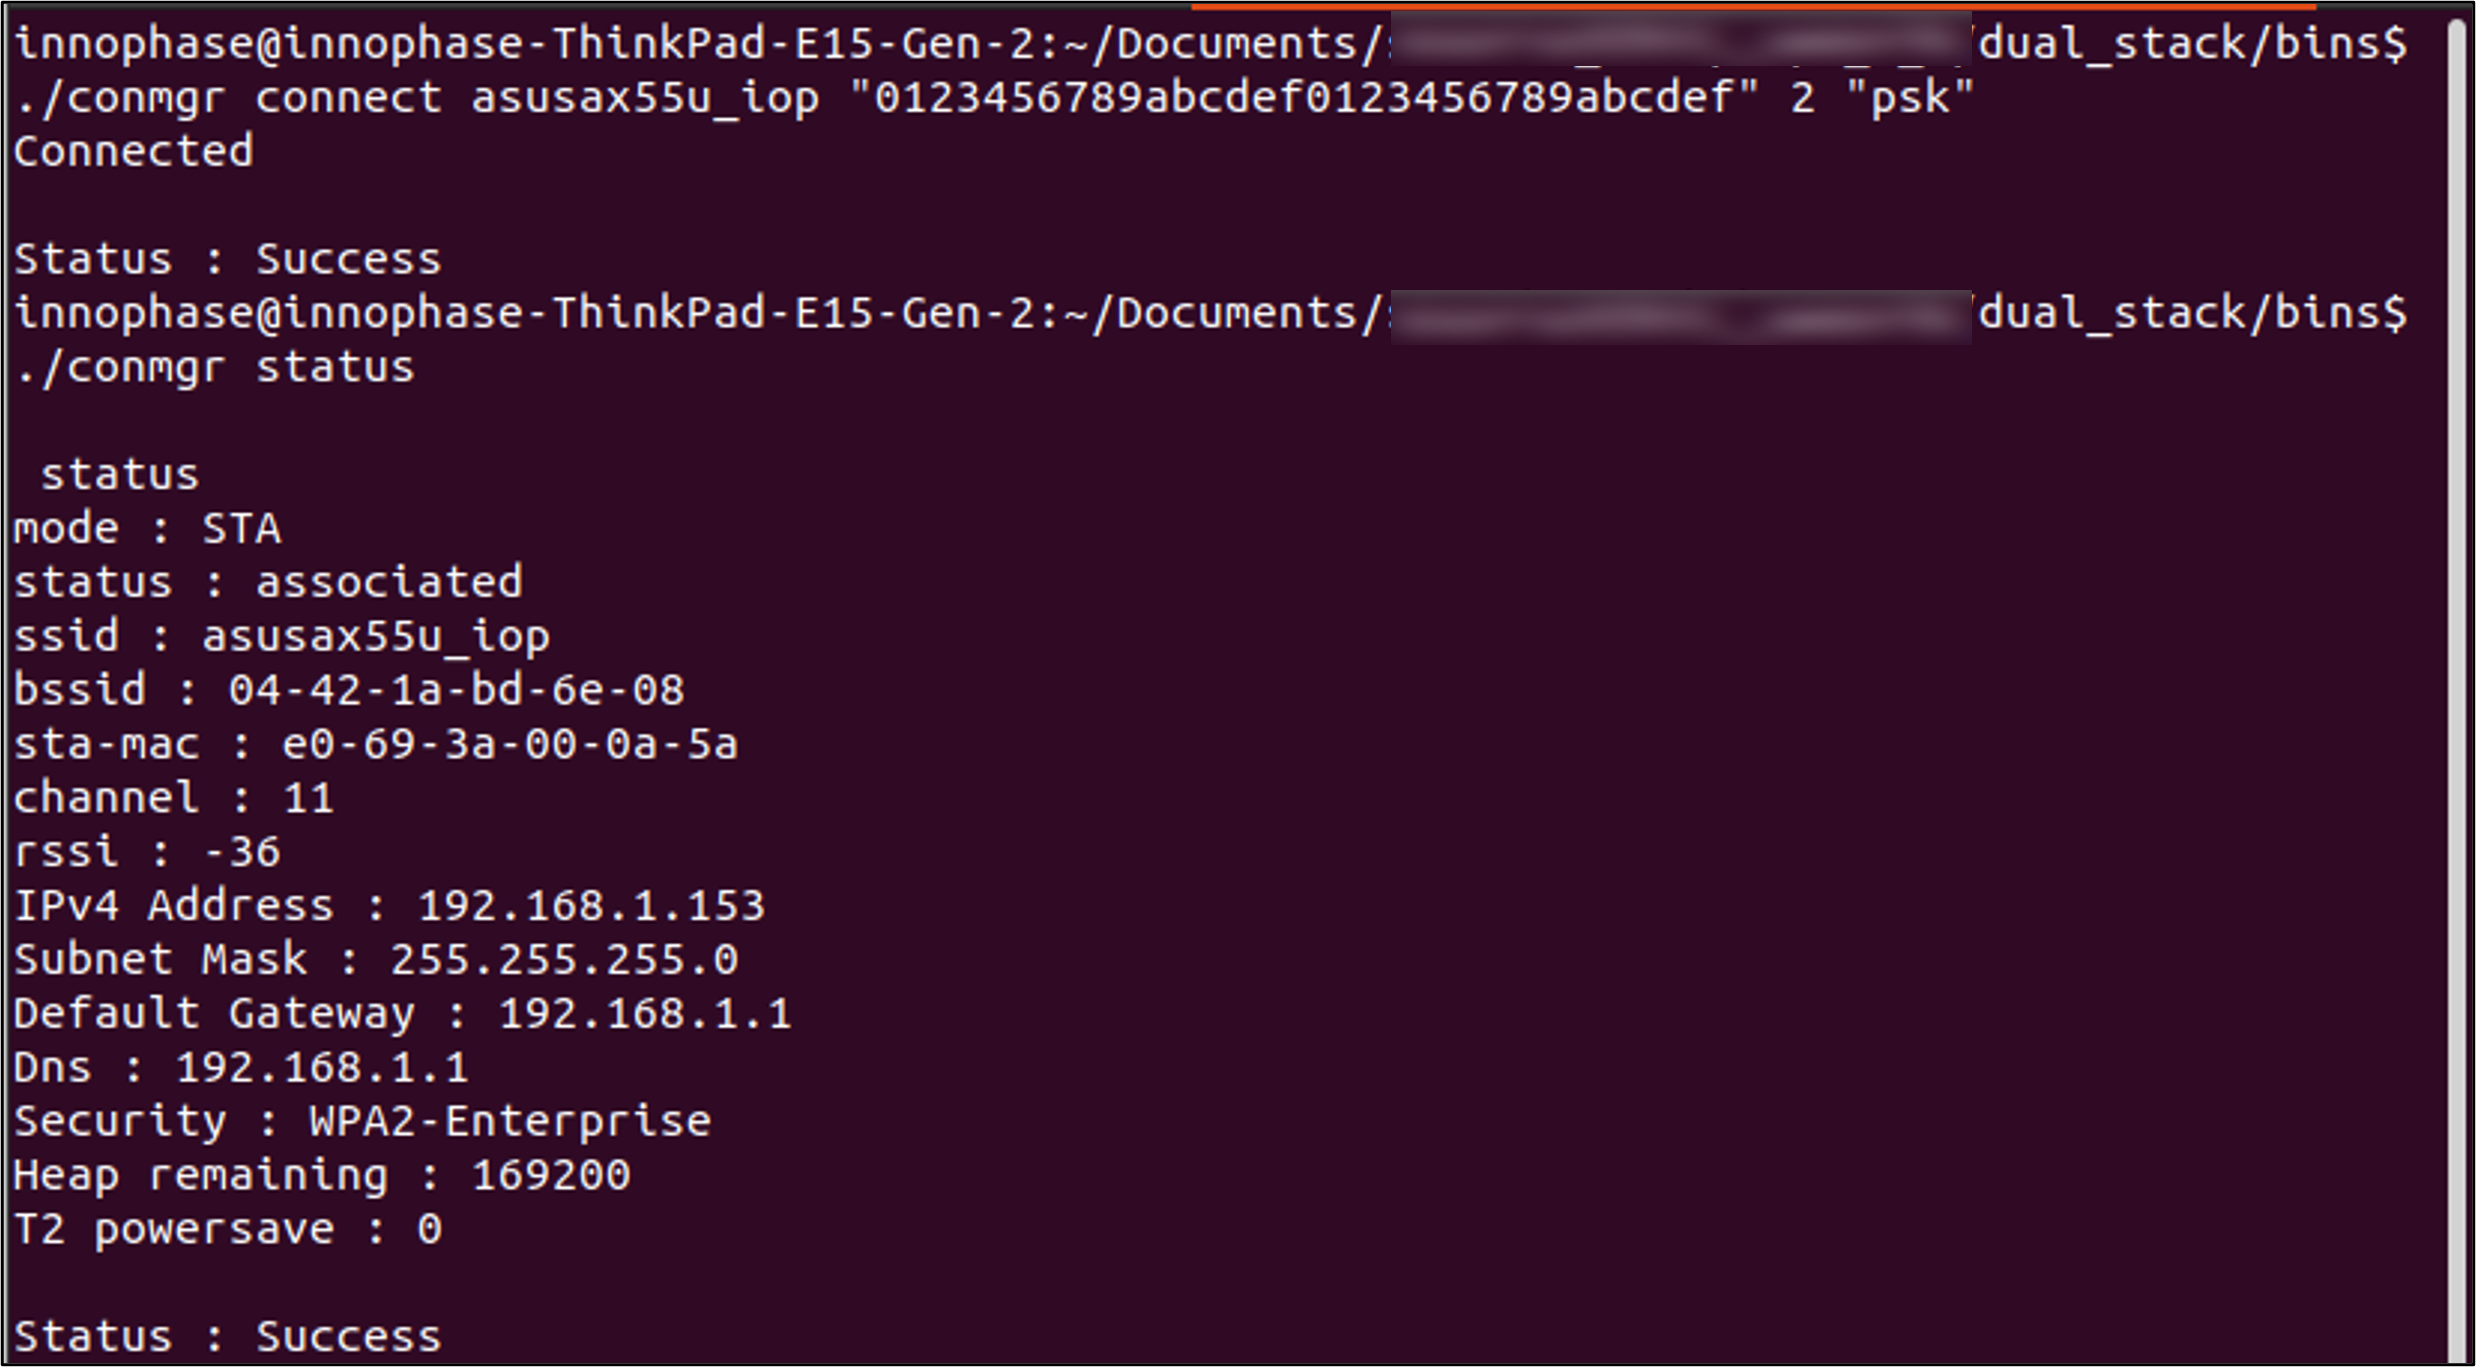 innophase@innophase-ThinkPad-E15-Gen-2:~/Documents/ /dual_stack/bins$
./conmgr connect asusax55u_iop "0123456789abcdef0123456789abcdef" 2 "psk"
Connected
Status : Success
innophase@innophase-ThinkPad-E15-Gen-2:~/Documents/ /dual_stack/bins$
./conmgr status
status
mode : STA
status : associated
ssid : asusax55u_iop
bssid : 04-42-1a-bd-6e-08
sta-mac : e0-69-3a-00-0a-5a
channel : 11
rssi : -36
IPv4 Address : 192.168.1.153
Subnet Mask : 255.255.255.0
Default Gateway : 192.168.1.1
Dns : 192.168.1.1
Security : WPA2-Enterprise
Heap remaining : 169200
T2 powersave : 0
Status : Success